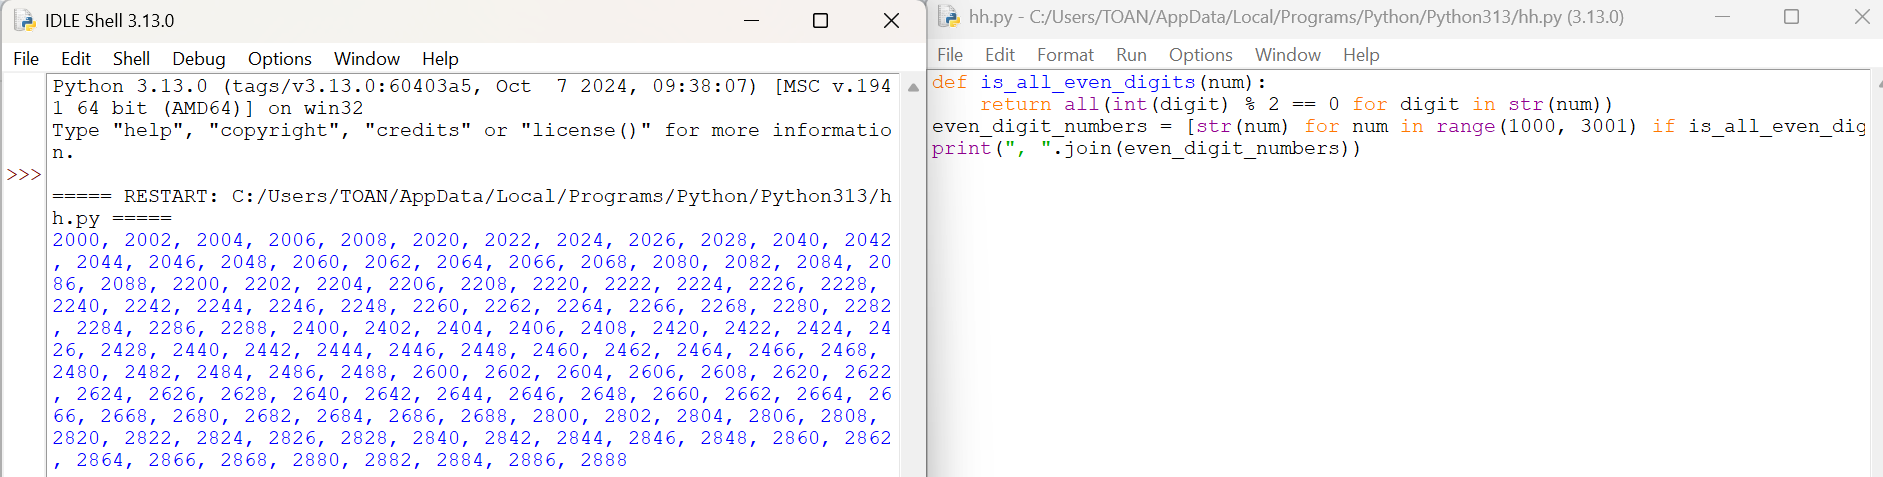 IDLE Shell 3.13.0
File Edit Shell Debug Options Window Help
Python 3.13.0 (tags/v3.13.0:60403a5, Oct  7 2024, 09:38:07) [MSC v.194
1 64 bit (AMD64)] on win32
Type "help", "copyright", "credits" or "license()" for more informatio
n.
>>>
===== RESTART: C:/Users/TOAN/AppData/Local/Programs/Python/Python313/h
h.py =====
2000, 2002, 2004, 2006, 2008, 2020, 2022, 2024, 2026, 2028, 2040, 2042
, 2044, 2046, 2048, 2060, 2062, 2064, 2066, 2068, 2080, 2082, 2084, 20
86, 2088, 2200, 2202, 2204, 2206, 2208, 2220, 2222, 2224, 2226, 2228,
2240, 2242, 2244, 2246, 2248, 2260, 2262, 2264, 2266, 2268, 2280, 2282
, 2284, 2286, 2288, 2400, 2402, 2404, 2406, 2408, 2420, 2422, 2424, 24
26, 2428, 2440, 2442, 2444, 2446, 2448, 2460, 2462, 2464, 2466, 2468,
2480, 2482, 2484, 2486, 2488, 2600, 2602, 2604, 2606, 2608, 2620, 2622
, 2624, 2626, 2628, 2640, 2642, 2644, 2646, 2648, 2660, 2662, 2664, 26
66, 2668, 2680, 2682, 2684, 2686, 2688, 2800, 2802, 2804, 2806, 2808,
2820, 2822, 2824, 2826, 2828, 2840, 2842, 2844, 2846, 2848, 2860, 2862
, 2864, 2866, 2868, 2880, 2882, 2884, 2886, 2888
hh.py - C:/Users/TOAN/AppData/Local/Programs/Python/Python313/hh.py (3.13.0)
File Edit Format Run Options Window Help
def is_all_even_digits(num):
    return all(int(digit) % 2 == 0 for digit in str(num))
even_digit_numbers = [str(num) for num in range(1000, 3001) if is_all_even_dig
print(", ".join(even_digit_numbers))